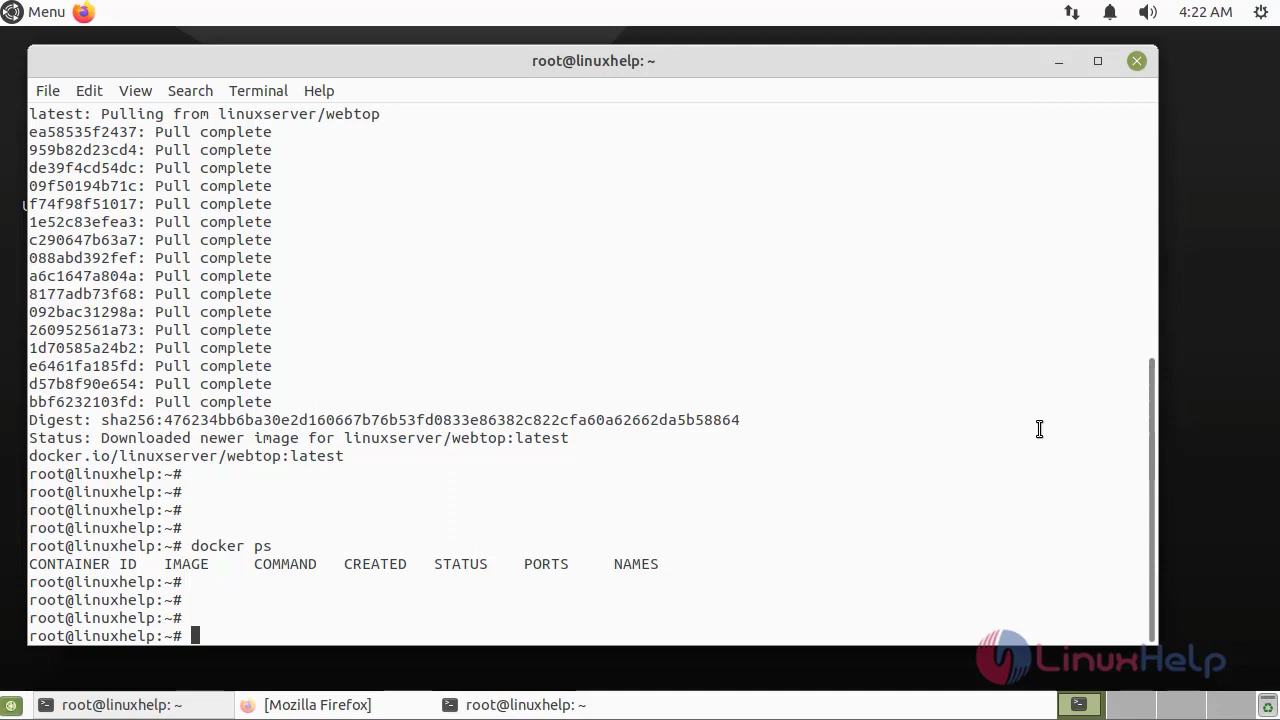 Menu
4:22 AM
root@linuxhelp: ~
File Edit View Search Terminal Help
latest: Pulling from linuxserver/webtop
ea58535f2437: Pull complete
959b82d23cd4: Pull complete
de39f4cd54dc: Pull complete
09f50194b71c: Pull complete
f74f98f51017: Pull complete
1e52c83efea3: Pull complete
c290647b63a7: Pull complete
088abd392fef: Pull complete
a6c1647a804a: Pull complete
8177adb73f68: Pull complete
092bac31298a: Pull complete
260952561a73: Pull complete
1d70585a24b2: Pull complete
e6461fa185fd: Pull complete
d57b8f90e654: Pull complete
bbf6232103fd: Pull complete
Digest: sha256:476234bb6ba30e2d160667b76b53fd0833e86382c822cfa60a62662da5b58864
Status: Downloaded newer image for linuxserver/webtop:latest
docker.io/linuxserver/webtop:latest
root@linuxhelp:~#
root@linuxhelp:~#
root@linuxhelp:~#
root@linuxhelp:~#
root@linuxhelp:~# docker ps
CONTAINER ID IMAGE COMMAND CREATED STATUS PORTS NAMES
root@linuxhelp:~#
root@linuxhelp:~#
root@linuxhelp:~#
root@linuxhelp:~#
LinuxHelp
root@linuxhelp: ~ [Mozilla Firefox] root@linuxhelp: ~